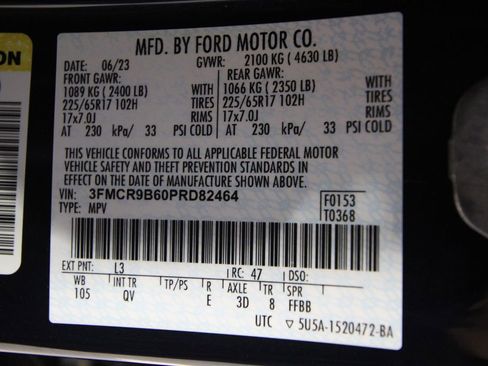 ON
MFD. BY FORD MOTOR CO.
DATE: 06/23 GVWR: 2100 KG ( 4630 LB)
FRONT GAWR: REAR GAWR:
1089 KG ( 2400 LB) WITH 1066 KG ( 2350 LB) WITH
225/65R17 102H TIRES 225/65R17 102H TIRES
17x7.0J RIMS 17x7.0J RIMS
AT 230 kPa/ 33 PSI COLD AT 230 kPa/ 33 PSI COLD
THIS VEHICLE CONFORMS TO ALL APPLICABLE FEDERAL MOTOR
VEHICLE SAFETY AND THEFT PREVENTION STANDARDS IN
EFFECT ON THE DATE OF MANUFACTURE SHOWN ABOVE.
VIN: 3FMCR9B60PRD82464 F0153
TYPE: MPV T0368
EXT PNT: L3 RC: 47 DSO:
WB INT TR TP/PS R AXLE TR SPR
105 QV E 3D 8 FFBB
UTC ▽ 5U5A-1520472-BA